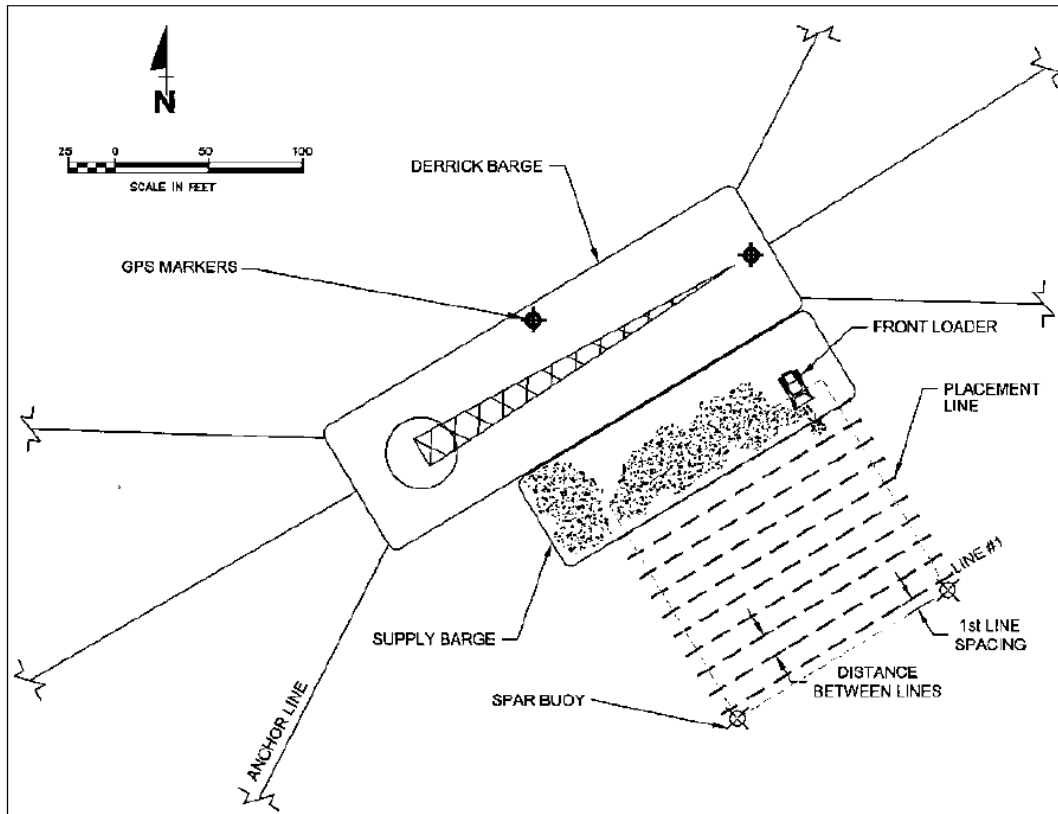 N
25 0 50 100
SCALE IN FEET
DERRICK BARGE
GPS MARKERS
FRONT LOADER
PLACEMENT
LINE
LINE #1
1st LINE
SPACING
SUPPLY BARGE
DISTANCE
BETWEEN LINES
SPAR BUOY
ANCHOR LINE